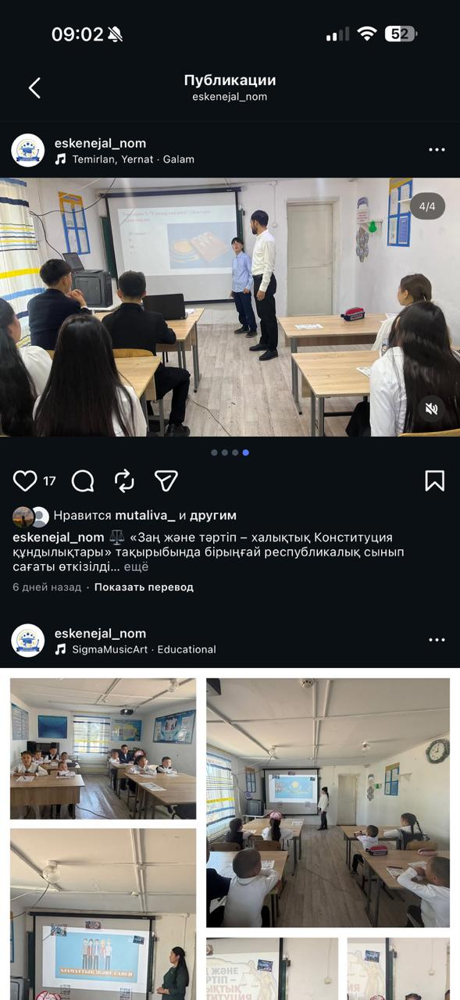 09:02
52
Публикации
eskenejal_nom
eskenejal_nom
Temirlan, Yernat · Galam
4/4
17
Нравится mutaliva_ и другим
eskenejal_nom ⚖️ «Заң және тәртіп – халықтық Конституция
құндылықтары» тақырыбында бірыңғай республикалық сынып
сағаты өткізілді... ещё
6 дней назад · Показать перевод
eskenejal_nom
SigmaMusicArt · Educational
ЖӘНЕ